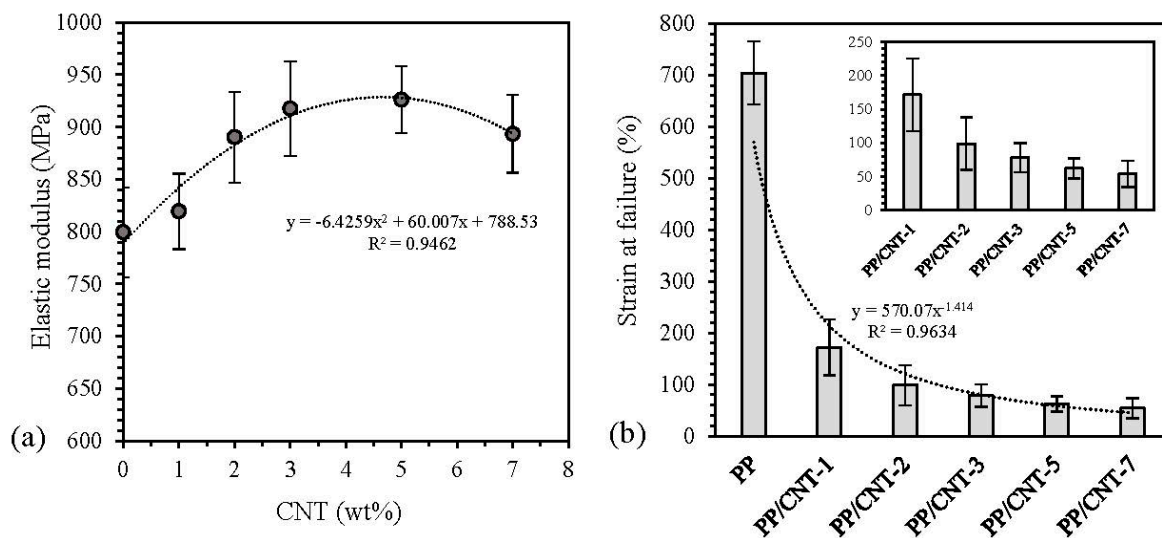 1000
950
900
850
800
750
700
650
600
Elastic modulus (MPa)
y = -6.4259x² + 60.007x + 788.53
R² = 0.9462
0 1 2 3 4 5 6 7 8
CNT (wt%)
(a)
800
700
600
500
400
300
200
100
0
Strain at failure (%)
250
200
150
100
50
0
PP/CNT-1
PP/CNT-2
PP/CNT-3
PP/CNT-5
PP/CNT-7
y = 570.07x^-1.414
R² = 0.9634
PP
PP/CNT-1
PP/CNT-2
PP/CNT-3
PP/CNT-5
PP/CNT-7
(b)